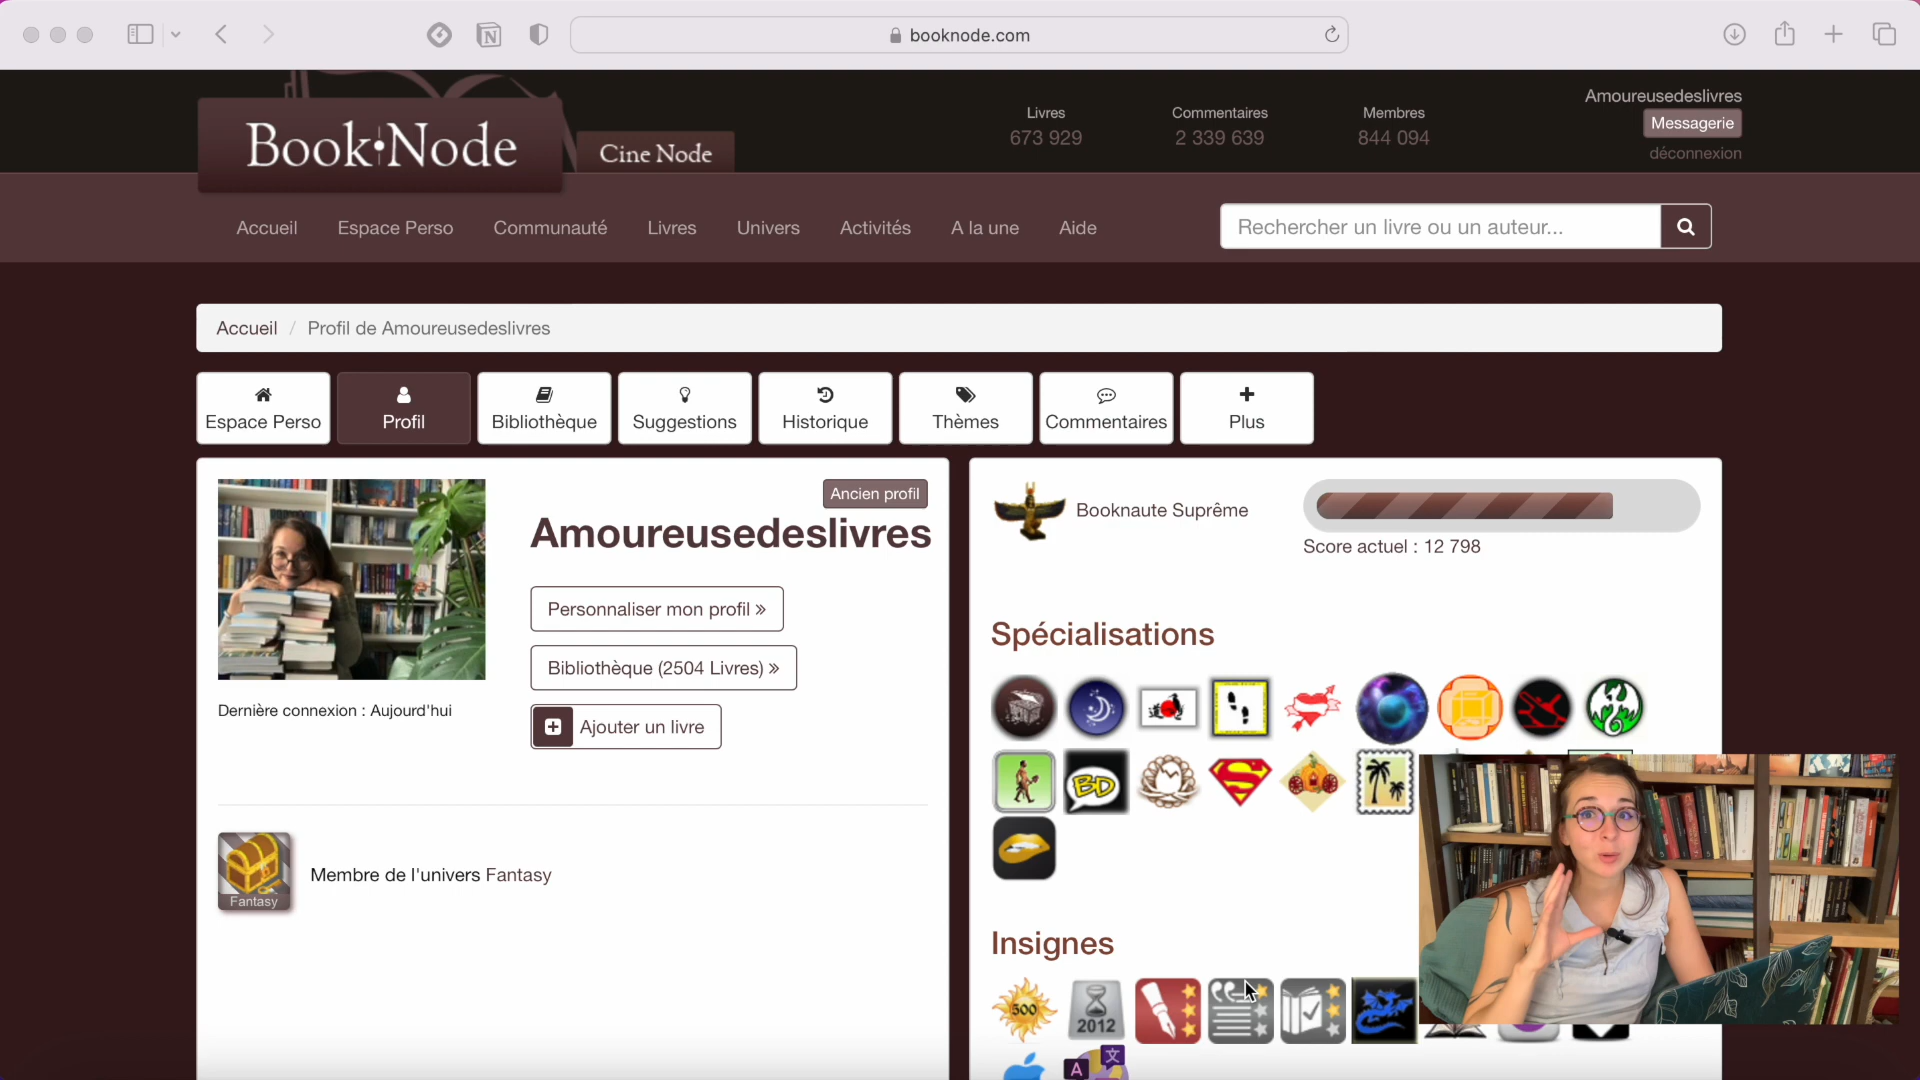 booknode.com
Book·Node
Cine Node
Livres
673 929
Commentaires
2 339 639
Membres
844 094
Amoureusedeslivres
Messagerie
déconnexion
Accueil
Espace Perso
Communauté
Livres
Univers
Activités
A la une
Aide
Rechercher un livre ou un auteur...
Accueil / Profil de Amoureusedeslivres
Espace Perso
Profil
Bibliothèque
Suggestions
Historique
Thèmes
Commentaires
Plus
Ancien profil
Amoureusedeslivres
Personnaliser mon profil »
Bibliothèque (2504 Livres) »
Ajouter un livre
Dernière connexion : Aujourd'hui
Fantasy
Membre de l'univers Fantasy
Booknaute Suprême
Score actuel : 12 798
Spécialisations
道
BD
S
Insignes
500
2012
A
文